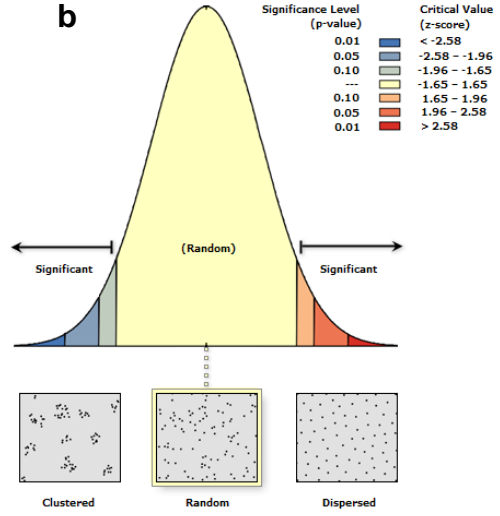 b
Significance Level Critical Value
(p-value) (z-score)
0.01 < -2.58
0.05 -2.58 – -1.96
0.10 -1.96 – -1.65
--- -1.65 – 1.65
0.10 1.65 – 1.96
0.05 1.96 – 2.58
0.01 > 2.58
(Random)
Significant Significant
Clustered Random Dispersed